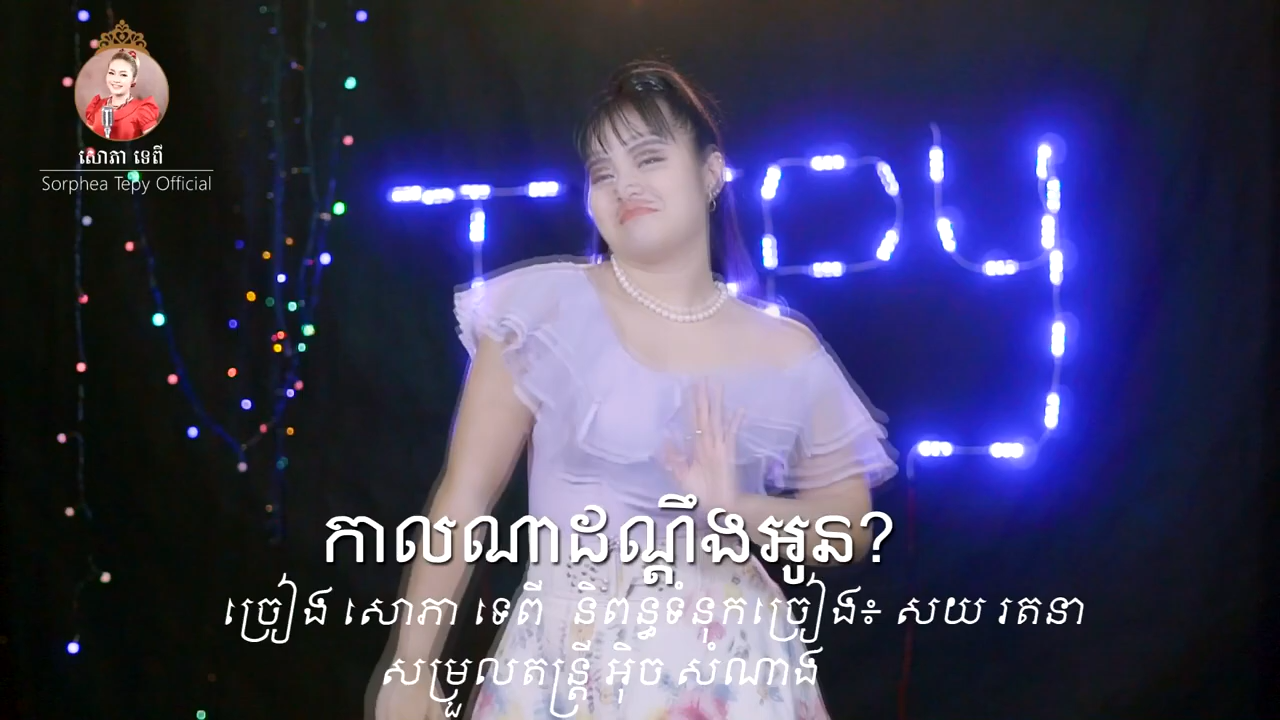 សោភា ទេពី
Sorphea Tepy Official
TEPY
កាលណាដណ្ដឹងអូន?
ច្រៀង សោភា ទេពី និពន្ធទំនុកច្រៀង៖ សយ រតនា
សម្រួលតន្ត្រី អ៊ិច សំណាង